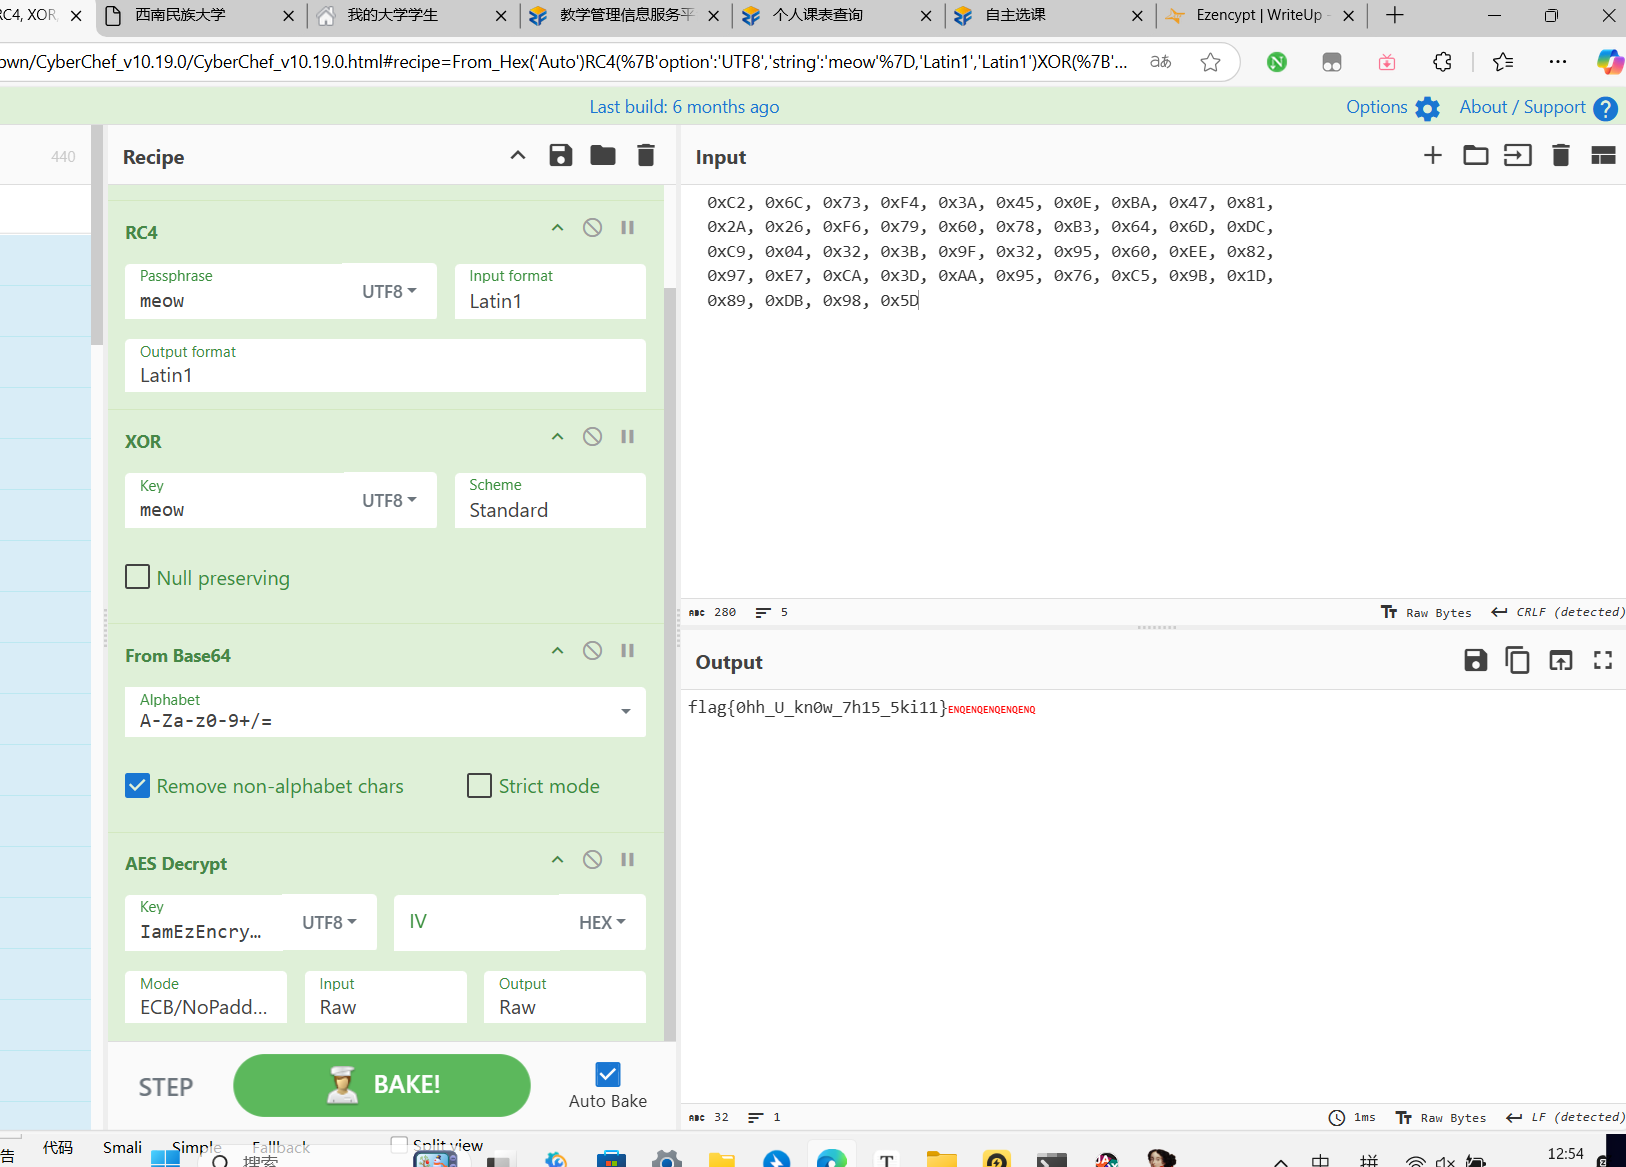 RC4, XOR,
西南民族大学
我的大学学生
教学管理信息服务平
个人课表查询
自主选课
Ezencypt | WriteUp -
own/CyberChef_v10.19.0/CyberChef_v10.19.0.html#recipe=From_Hex('Auto')RC4(%7B'option':'UTF8','string':'meow'%7D,'Latin1','Latin1')XOR(%7B'...
Last build: 6 months ago
Options
About / Support
440
Recipe
RC4
Passphrase
meow
UTF8
Input format
Latin1
Output format
Latin1
XOR
Key
meow
UTF8
Scheme
Standard
Null preserving
From Base64
Alphabet
A-Za-z0-9+/=
Remove non-alphabet chars
Strict mode
AES Decrypt
Key
IamEzEncry...
UTF8
IV
HEX
Mode
ECB/NoPadd...
Input
Raw
Output
Raw
STEP
BAKE!
Auto Bake
Input
0xC2, 0x6C, 0x73, 0xF4, 0x3A, 0x45, 0x0E, 0xBA, 0x47, 0x81,
0x2A, 0x26, 0xF6, 0x79, 0x60, 0x78, 0xB3, 0x64, 0x6D, 0xDC,
0xC9, 0x04, 0x32, 0x3B, 0x9F, 0x32, 0x95, 0x60, 0xEE, 0x82,
0x97, 0xE7, 0xCA, 0x3D, 0xAA, 0x95, 0x76, 0xC5, 0x9B, 0x1D,
0x89, 0xDB, 0x98, 0x5D
ABC 280 5
Raw Bytes
CRLF (detected)
Output
flag{0hh_U_kn0w_7h15_5ki11}ENQENQENQENQENQ
ABC 32 1
1ms
Raw Bytes
LF (detected)
告
代码
Smali
Simple
Fallback
Split view
搜索
中
拼
12:54